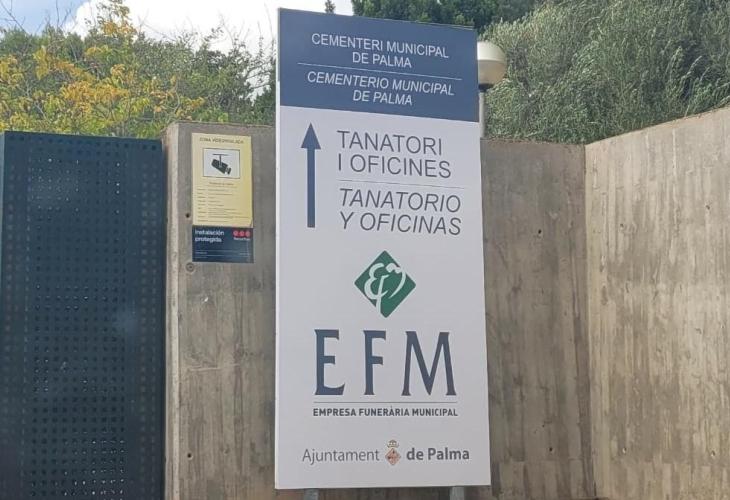 CEMENTERI MUNICIPAL
DE PALMA
CEMENTERIO MUNICIPAL
DE PALMA
TANATORI
I OFICINES
TANATORIO
Y OFICINAS
EFM
EMPRESA FUNERÀRIA MUNICIPAL
Ajuntament de Palma
ZONA VIDEOVIGILADA
Instalación
protegida